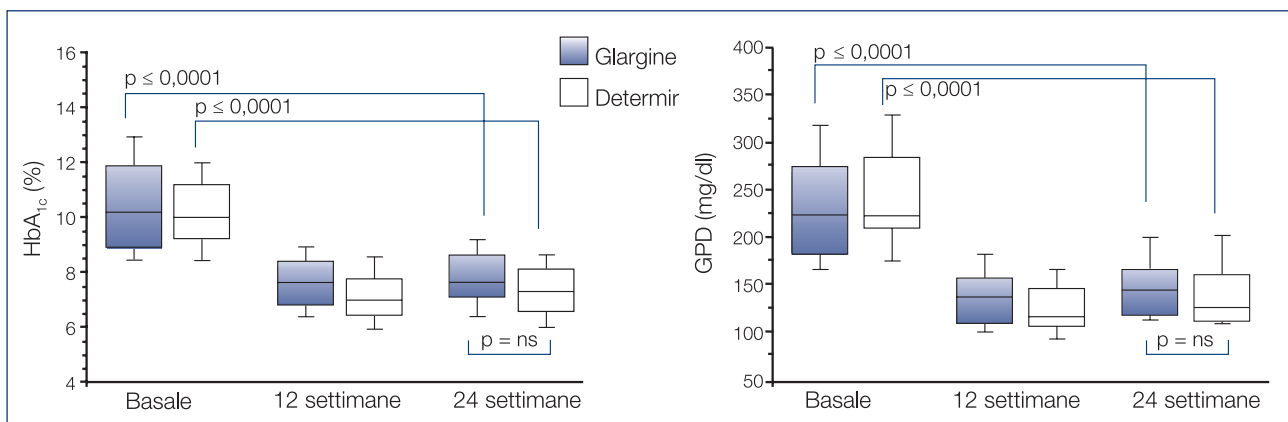 16
14
12
10
8
6
4
HbA1c (%)
p ≤ 0,0001
p ≤ 0,0001
p = ns
Basale
12 settimane
24 settimane
Glargine
Determir
400
350
300
250
200
150
100
50
GPD (mg/dl)
p ≤ 0,0001
p ≤ 0,0001
p = ns
Basale
12 settimane
24 settimane